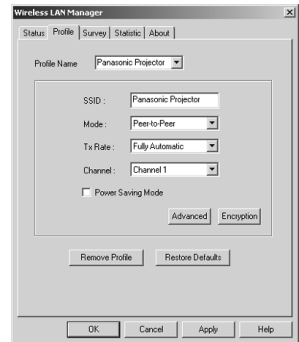 Wireless LAN Manager
Status Profile Survey Statistic About
Profile Name Panasonic Projector
SSID : Panasonic Projector
Mode : Peer-to-Peer
Tx Rate : Fully Automatic
Channel : Channel 1
Power Saving Mode
Advanced Encryption
Remove Profile Restore Defaults
OK Cancel Apply Help